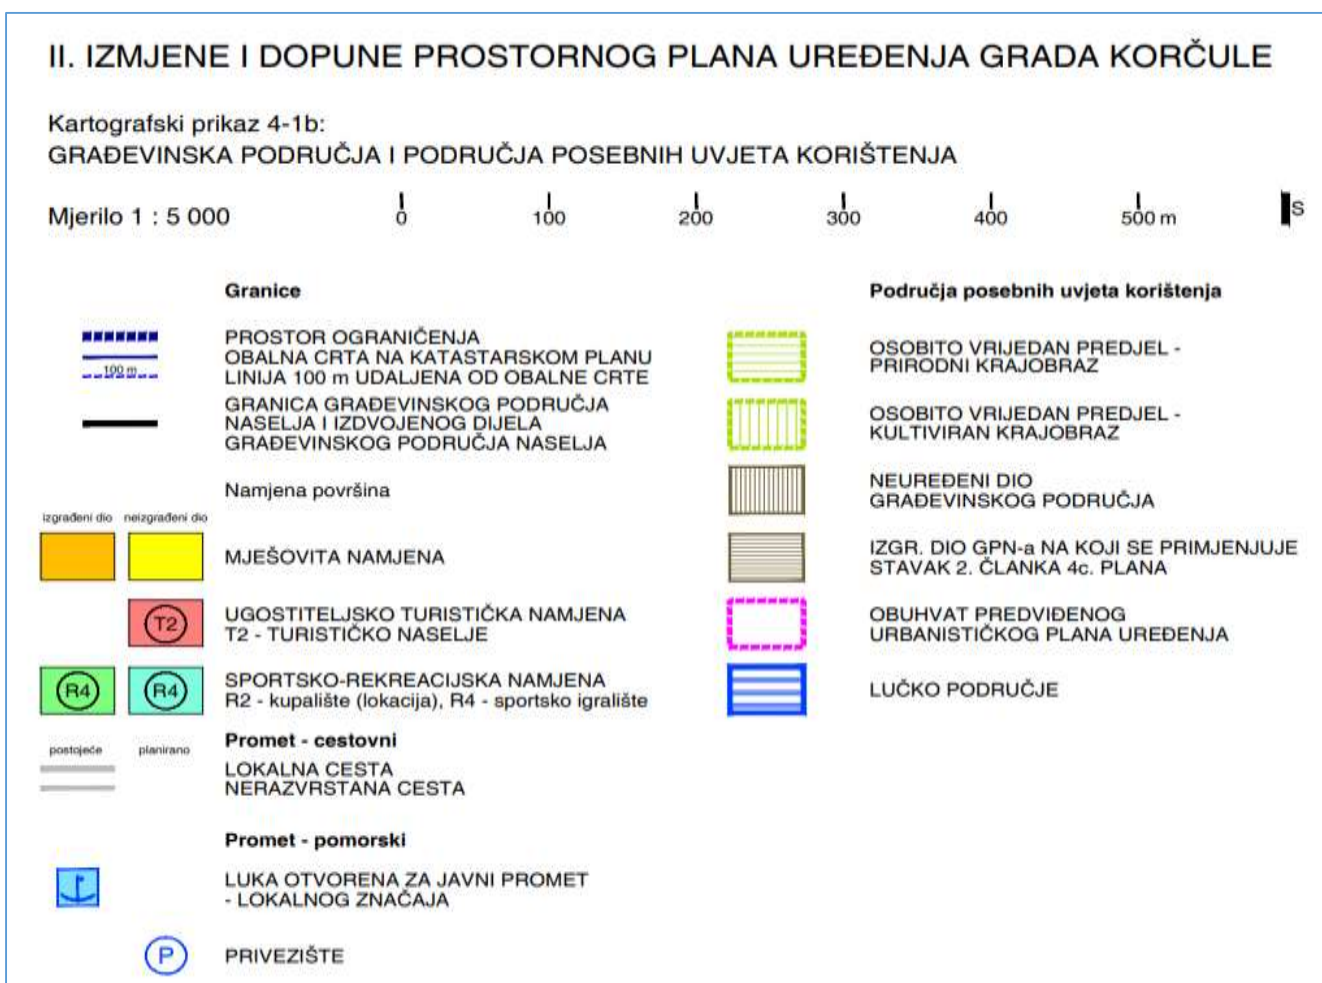 II. IZMJENE I DOPUNE PROSTORNOG PLANA UREĐENJA GRADA KORČULE
Kartografski prikaz 4-1b:
GRAĐEVINSKA PODRUČJA I PODRUČJA POSEBNIH UVJETA KORIŠTENJA
Mjerilo 1 : 5 000
0 100 200 300 400 500 m
S
Granice
PROSTOR OGRANIČENJA
OBALNA CRTA NA KATASTARSKOM PLANU
100 m
LINIJA 100 m UDALJENA OD OBALNE CRTE
GRANICA GRAĐEVINSKOG PODRUČJA
NASELJA I IZDVOJENOG DIJELA
GRAĐEVINSKOG PODRUČJA NASELJA
Namjena površina
izgrađeni dio neizgrađeni dio
MJEŠOVITA NAMJENA
T2
UGOSTITELJSKO TURISTIČKA NAMJENA
T2 - TURISTIČKO NASELJE
R4 R4
SPORTSKO-REKREACIJSKA NAMJENA
R2 - kupalište (lokacija), R4 - sportsko igralište
postojeće planirano
Promet - cestovni
LOKALNA CESTA
NERAZVRSTANA CESTA
Promet - pomorski
LUKA OTVORENA ZA JAVNI PROMET
- LOKALNOG ZNAČAJA
P
PRIVEZIŠTE
Područja posebnih uvjeta korištenja
OSOBITO VRIJEDAN PREDJEL -
PRIRODNI KRAJOBRAZ
OSOBITO VRIJEDAN PREDJEL -
KULTIVIRAN KRAJOBRAZ
NEUREĐENI DIO
GRAĐEVINSKOG PODRUČJA
IZGR. DIO GPN-a NA KOJI SE PRIMJENJUJE
STAVAK 2. ČLANKA 4c. PLANA
OBUHVAT PREDVIĐENOG
URBANISTIČKOG PLANA UREĐENJA
LUČKO PODRUČJE